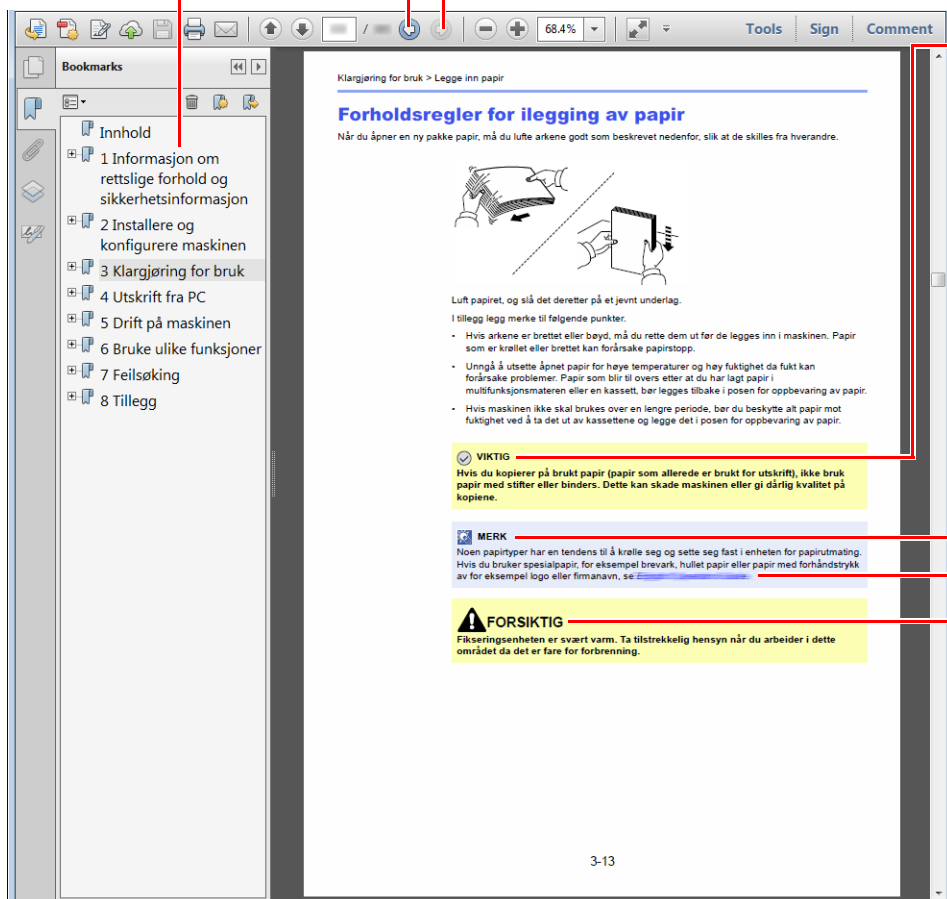 /
68.4%
Tools
Sign
Comment
Bookmarks
Innhold
1 Informasjon om
rettslige forhold og
sikkerhetsinformasjon
2 Installere og
konfigurere maskinen
3 Klargjøring for bruk
4 Utskrift fra PC
5 Drift på maskinen
6 Bruke ulike funksjoner
7 Feilsøking
8 Tillegg
Klargjøring for bruk > Legge inn papir
Forholdsregler for ilegging av papir
Når du åpner en ny pakke papir, må du lufte arkene godt som beskrevet nedenfor, slik at de skilles fra hverandre.
Luft papiret, og slå det deretter på et jevnt underlag.
I tillegg legg merke til følgende punkter.
• Hvis arkene er brettet eller bøyd, må du rette dem ut før de legges inn i maskinen. Papir
som er krøllet eller brettet kan forårsake papirstopp.
• Unngå å utsette åpnet papir for høye temperaturer og høy fuktighet da fukt kan
forårsake problemer. Papir som blir til overs etter at du har lagt papir i
multifunksjonsmateren eller en kassett, bør legges tilbake i posen for oppbevaring av papir.
• Hvis maskinen ikke skal brukes over en lengre periode, bør du beskytte alt papir mot
fuktighet ved å ta det ut av kassettene og legge det i posen for oppbevaring av papir.
VIKTIG
Hvis du kopierer på brukt papir (papir som allerede er brukt for utskrift), ikke bruk
papir med stifter eller binders. Dette kan skade maskinen eller gi dårlig kvalitet på
kopiene.
MERK
Noen papirtyper har en tendens til å krølle seg og sette seg fast i enheten for papirutmating.
Hvis du bruker spesialpapir, for eksempel brevark, hullet papir eller papir med forhåndstrykk
av for eksempel logo eller firmanavn, se
FORSIKTIG
Fikseringsenheten er svært varm. Ta tilstrekkelig hensyn når du arbeider i dette
området da det er fare for forbrenning.
3-13